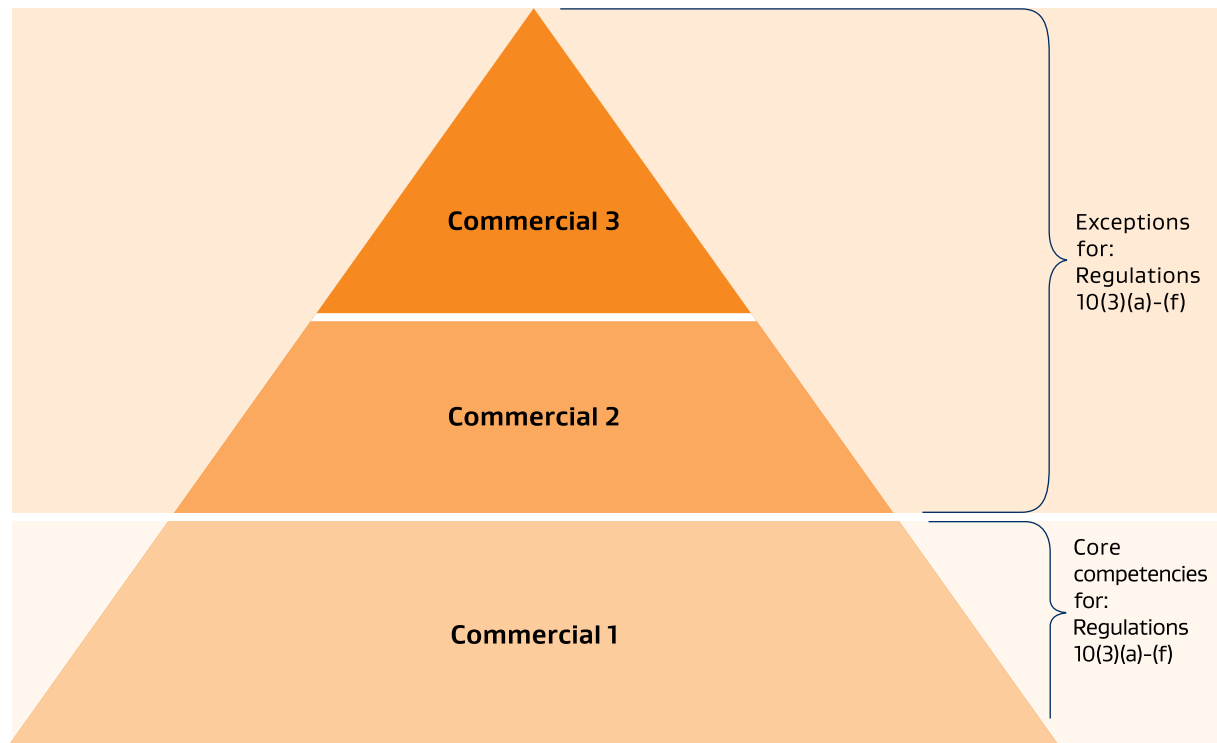 Commercial 3
Exceptions
for:
Regulations
10(3)(a)-(f)
Commercial 2
Core
competencies
for:
Regulations
10(3)(a)-(f)
Commercial 1